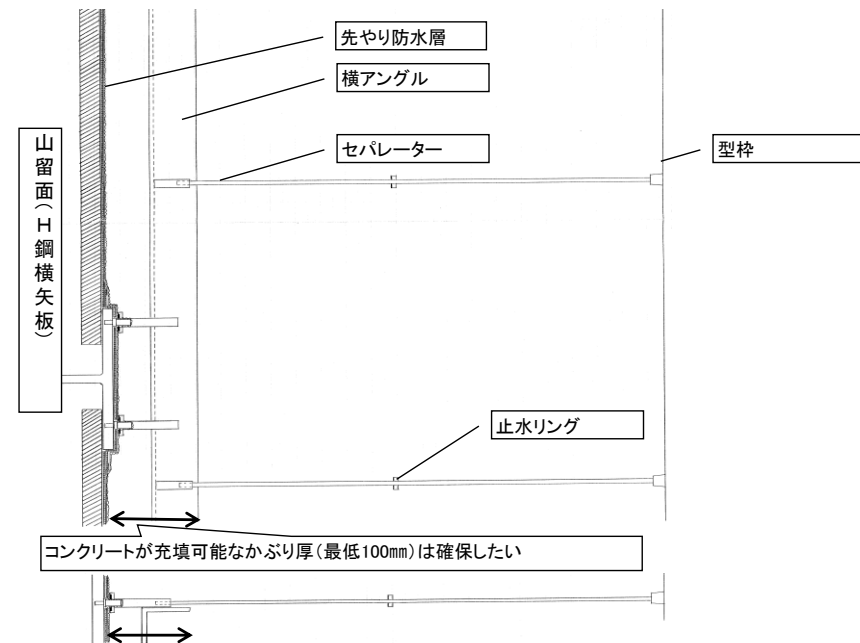 先やり防水層
横アングル
セパレーター
型枠
山留面(H鋼横矢板)
止水リング
コンクリートが充填可能なかぶり厚(最低100mm)は確保したい